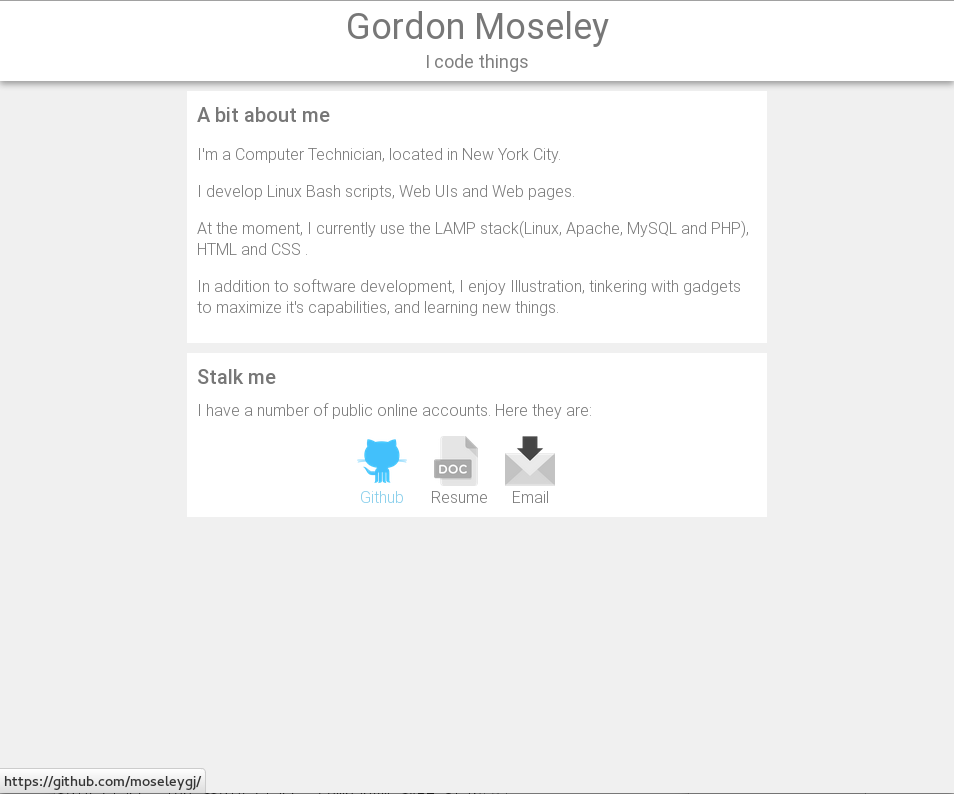 Gordon Moseley
I code things
A bit about me
I'm a Computer Technician, located in New York City.
I develop Linux Bash scripts, Web UIs and Web pages.
At the moment, I currently use the LAMP stack(Linux, Apache, MySQL and PHP),
HTML and CSS .
In addition to software development, I enjoy Illustration, tinkering with gadgets
to maximize it's capabilities, and learning new things.
Stalk me
I have a number of public online accounts. Here they are:
DOC
Github Resume Email
https://github.com/moseleygj/